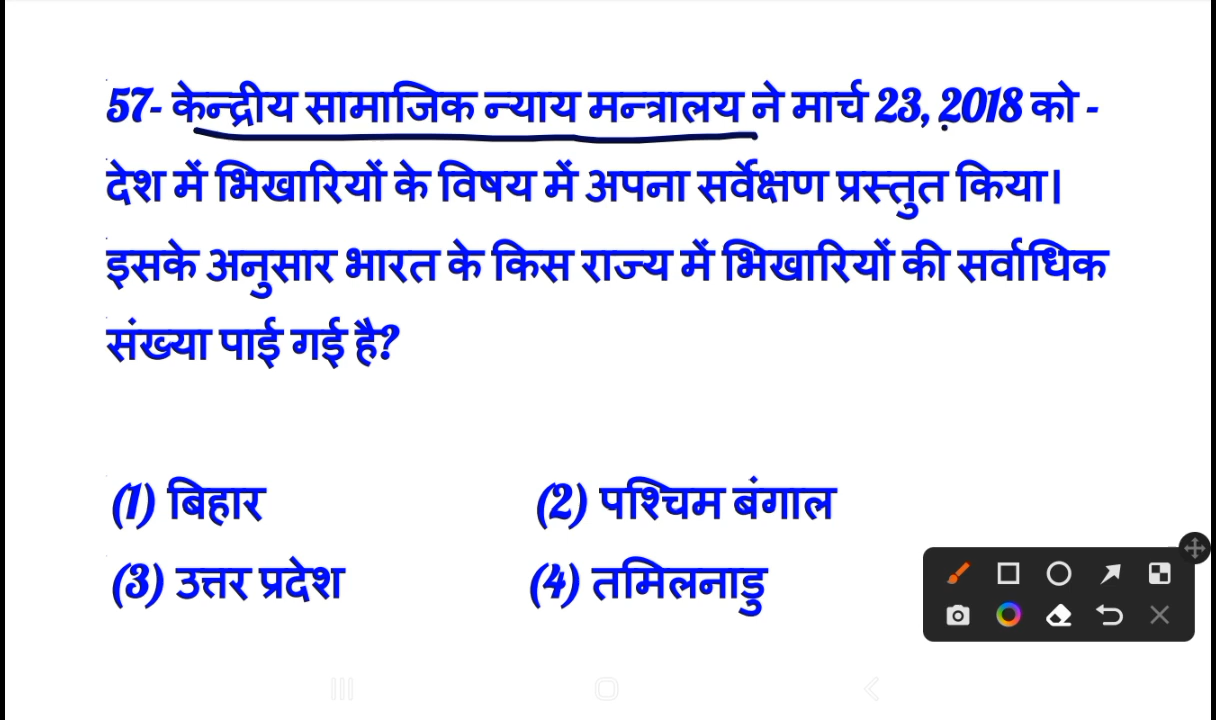 57- केन्द्रीय सामाजिक न्याय मन्त्रालय ने मार्च 23, 2018 को -
देश में भिखारियों के विषय में अपना सर्वेक्षण प्रस्तुत किया|
इसके अनुसार भारत के किस राज्य में भिखारियों की सर्वाधिक
संख्या पाई गई है?
(1) बिहार (2) पश्चिम बंगाल
(3) उत्तर प्रदेश (4) तमिलनाडु